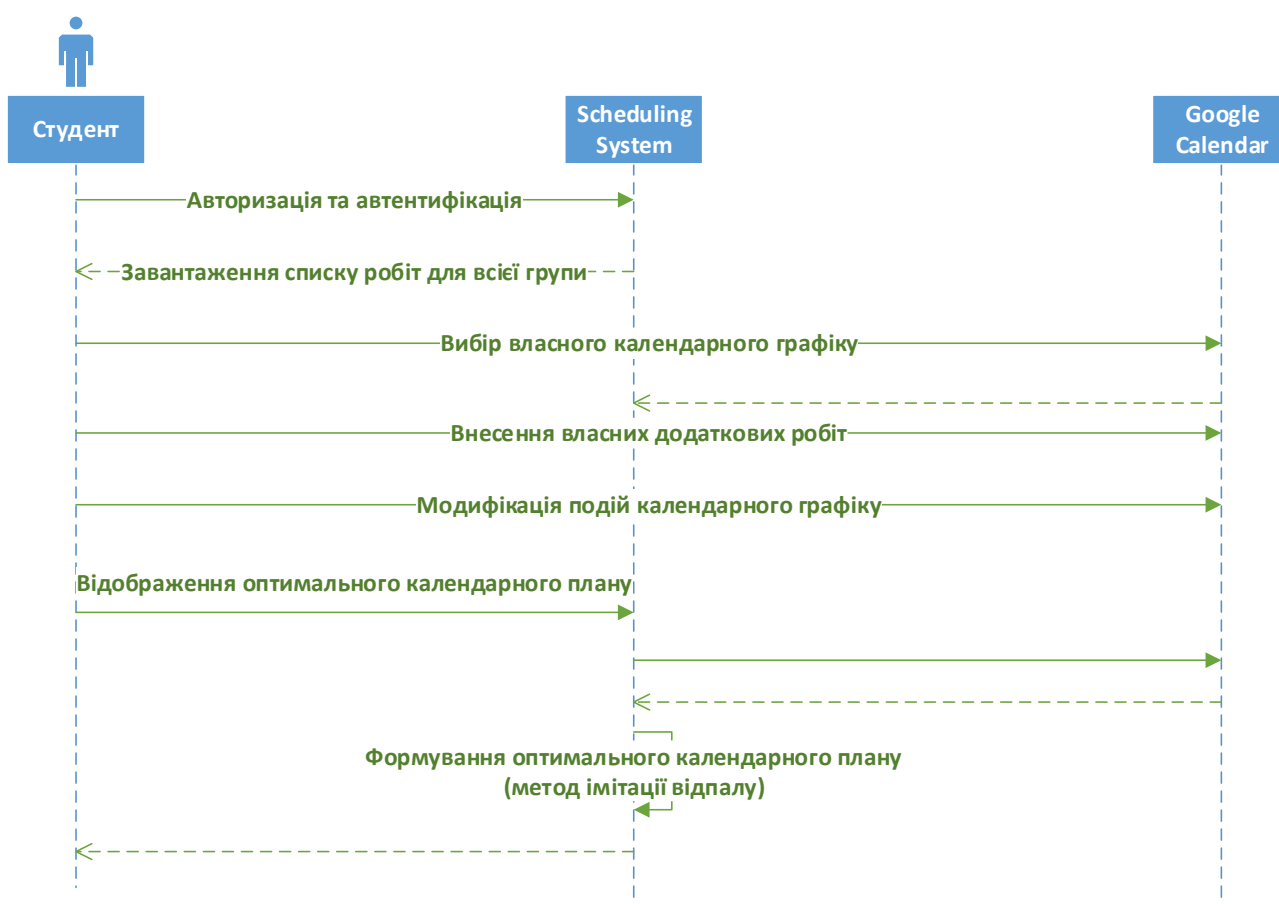 Студент
Scheduling
System
Google
Calendar
Авторизація та автентифікація
Завантаження списку робіт для всієї групи
Вибір власного календарного графіку
Внесення власних додаткових робіт
Модифікація подій календарного графіку
Відображення оптимального календарного плану
Формування оптимального календарного плану
(метод імітації відпалу)